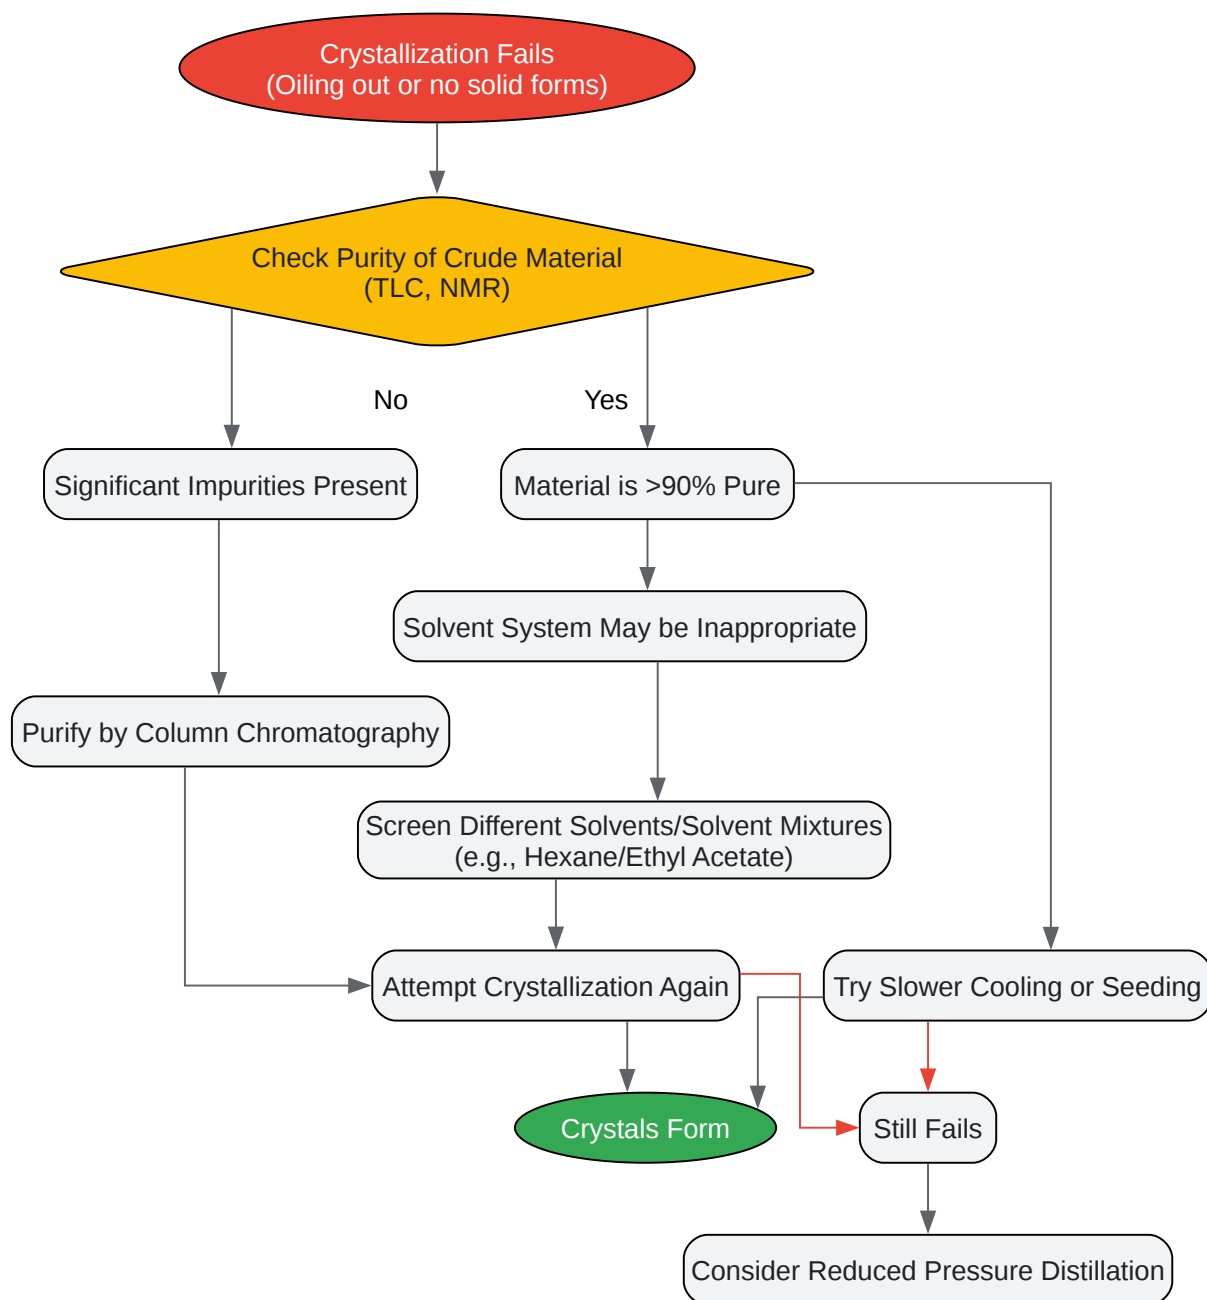 Crystallization Fails
(Oiling out or no solid forms)
Check Purity of Crude Material
(TLC, NMR)
No
Yes
Significant Impurities Present
Material is >90% Pure
Solvent System May be Inappropriate
Purify by Column Chromatography
Screen Different Solvents/Solvent Mixtures
(e.g., Hexane/Ethyl Acetate)
Attempt Crystallization Again
Try Slower Cooling or Seeding
Crystals Form
Still Fails
Consider Reduced Pressure Distillation